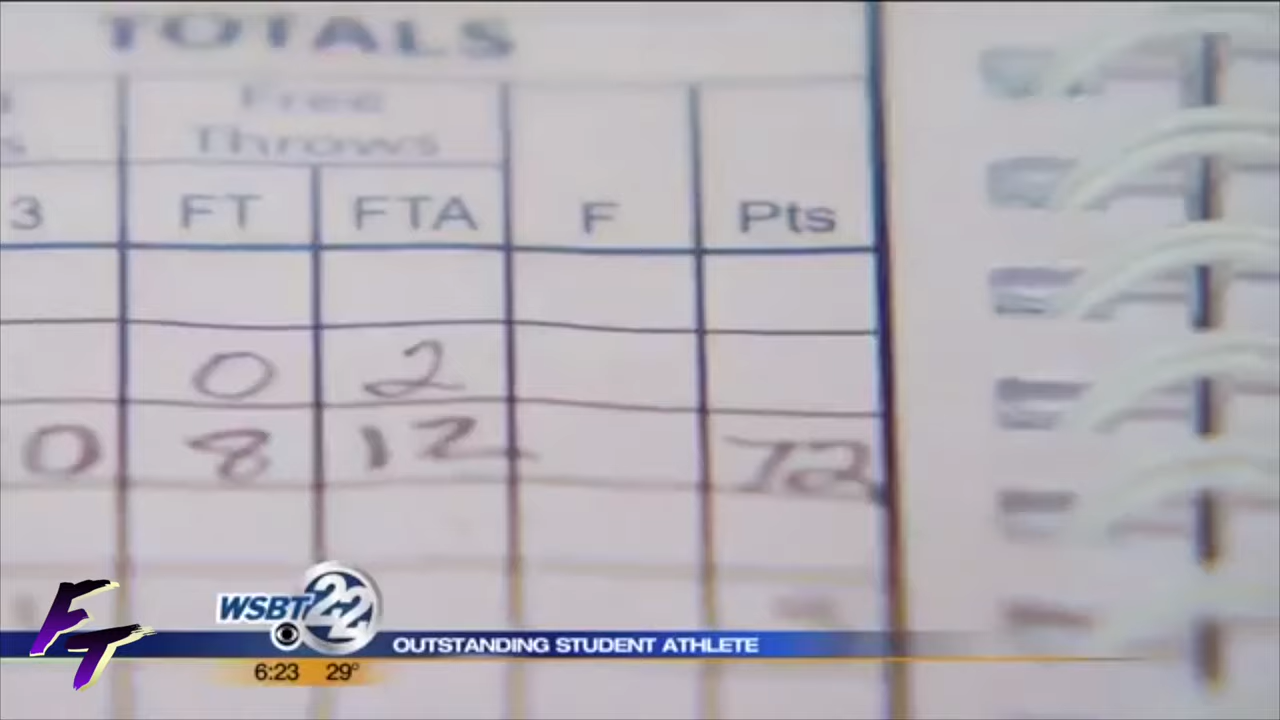 TOTALS
Free
Throws
3 FT FTA F Pts
0 2
0 8 12 72
FT
WSBT 22
OUTSTANDING STUDENT ATHLETE
6:23 29°